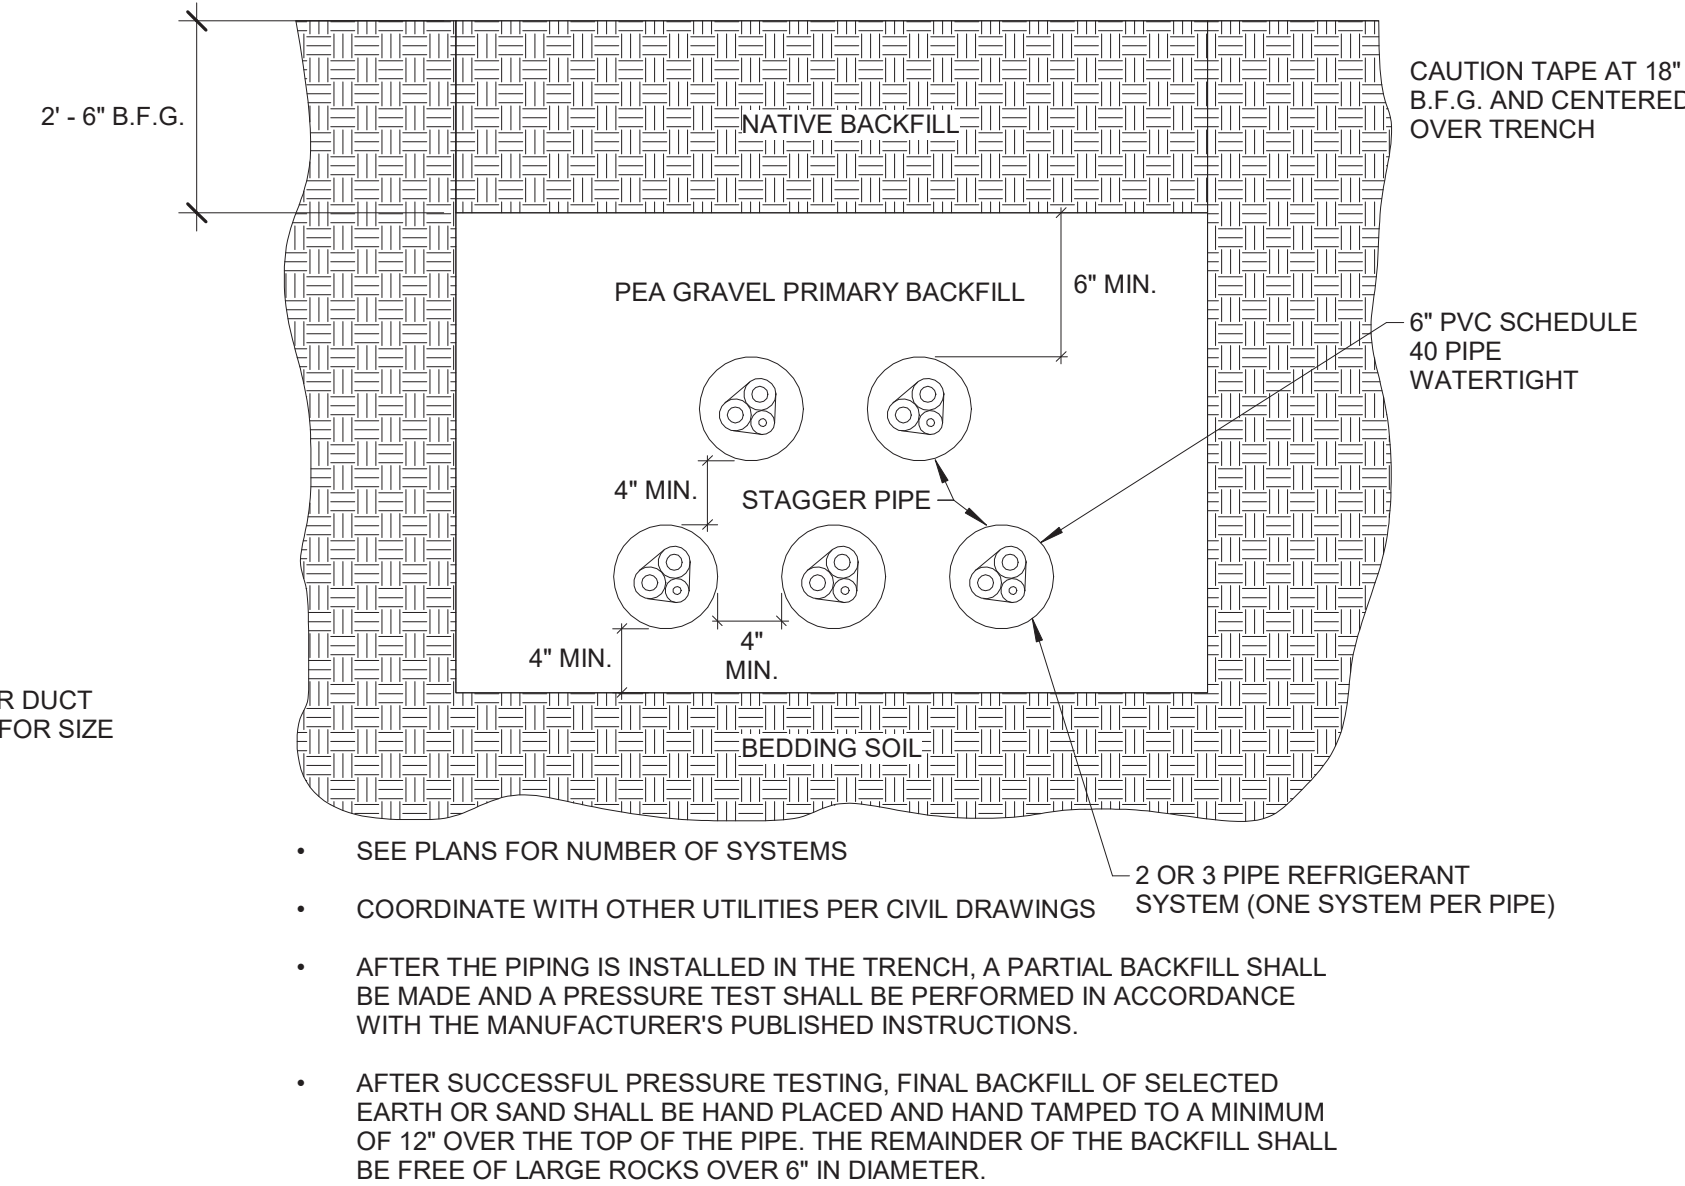 2' - 6" B.F.G.
NATIVE BACKFILL
CAUTION TAPE AT 18"
B.F.G. AND CENTERED
OVER TRENCH
PEA GRAVEL PRIMARY BACKFILL
6" MIN.
6" PVC SCHEDULE
40 PIPE
WATERTIGHT
4" MIN.
STAGGER PIPE
4" MIN.
4"
MIN.
R DUCT
FOR SIZE
BEDDING SOIL
• SEE PLANS FOR NUMBER OF SYSTEMS
2 OR 3 PIPE REFRIGERANT
SYSTEM (ONE SYSTEM PER PIPE)
• COORDINATE WITH OTHER UTILITIES PER CIVIL DRAWINGS
• AFTER THE PIPING IS INSTALLED IN THE TRENCH, A PARTIAL BACKFILL SHALL
BE MADE AND A PRESSURE TEST SHALL BE PERFORMED IN ACCORDANCE
WITH THE MANUFACTURER'S PUBLISHED INSTRUCTIONS.
• AFTER SUCCESSFUL PRESSURE TESTING, FINAL BACKFILL OF SELECTED
EARTH OR SAND SHALL BE HAND PLACED AND HAND TAMPED TO A MINIMUM
OF 12" OVER THE TOP OF THE PIPE. THE REMAINDER OF THE BACKFILL SHALL
BE FREE OF LARGE ROCKS OVER 6" IN DIAMETER.